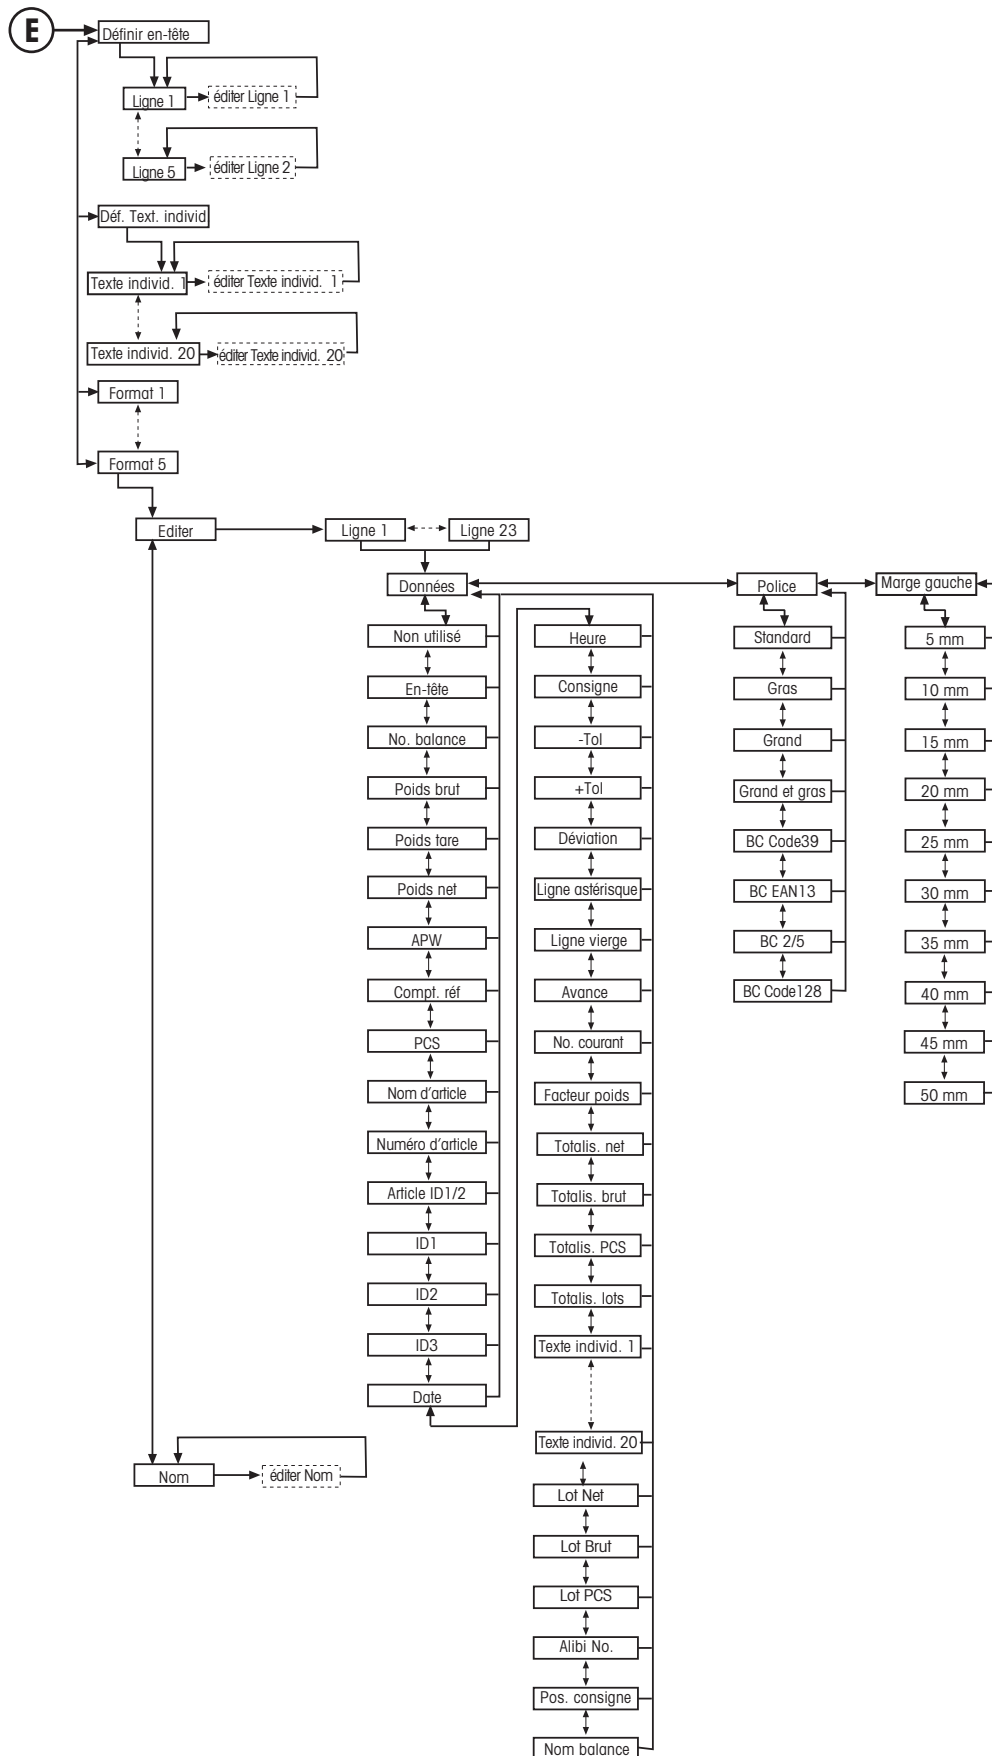 E
Définir en-tête
Ligne 1
éditer Ligne 1
Ligne 5
éditer Ligne 2
Déf. Text. individ
Texte individ. 1
éditer Texte individ. 1
Texte individ. 20
éditer Texte individ. 20
Format 1
Format 5
Editer
Ligne 1
Ligne 23
Données
Police
Marge gauche
Non utilisé
En-tête
No. balance
Poids brut
Poids tare
Poids net
APW
Compt. réf
PCS
Nom d'article
Numéro d'article
Article ID1/2
ID1
ID2
ID3
Date
Heure
Consigne
-Tol
+Tol
Déviation
Ligne astérisque
Ligne vierge
Avance
No. courant
Facteur poids
Totalis. net
Totalis. brut
Totalis. PCS
Totalis. lots
Texte individ. 1
Texte individ. 20
Lot Net
Lot Brut
Lot PCS
Alibi No.
Pos. consigne
Nom balance
Standard
Gras
Grand
Grand et gras
BC Code39
BC EAN13
BC 2/5
BC Code128
5 mm
10 mm
15 mm
20 mm
25 mm
30 mm
35 mm
40 mm
45 mm
50 mm
Nom
éditer Nom